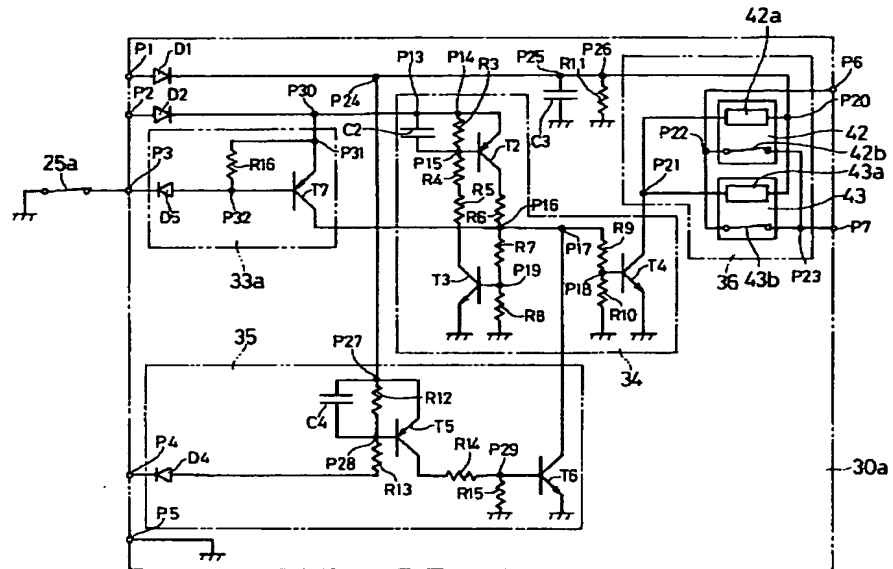 42a
P1
D1
P13
P14
R3
P25
P26
R11
P6
P2
D2
P30
P24
C2
C3
P20
P22
42
42b
43a
25a
P3
R16
P31
P15
R4
T2
P21
43
D5
P32
T7
R5
R6
P16
33a
R7
P17
R9
P7
T3
P19
P18
T4
36
43b
P23
R8
R10
35
P27
34
R12
C4
T5
P4
D4
P28
R13
R14
P29
R15
T6
30a
P5